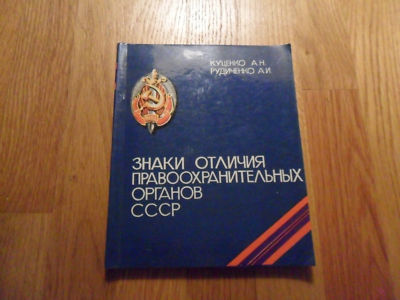 КУЦЕНКО А.Н.
РУДИЧЕНКО А.И.
ЗНАКИ ОТЛИЧИЯ
ПРАВООХРАНИТЕЛЬНЫХ
ОРГАНОВ
СССР